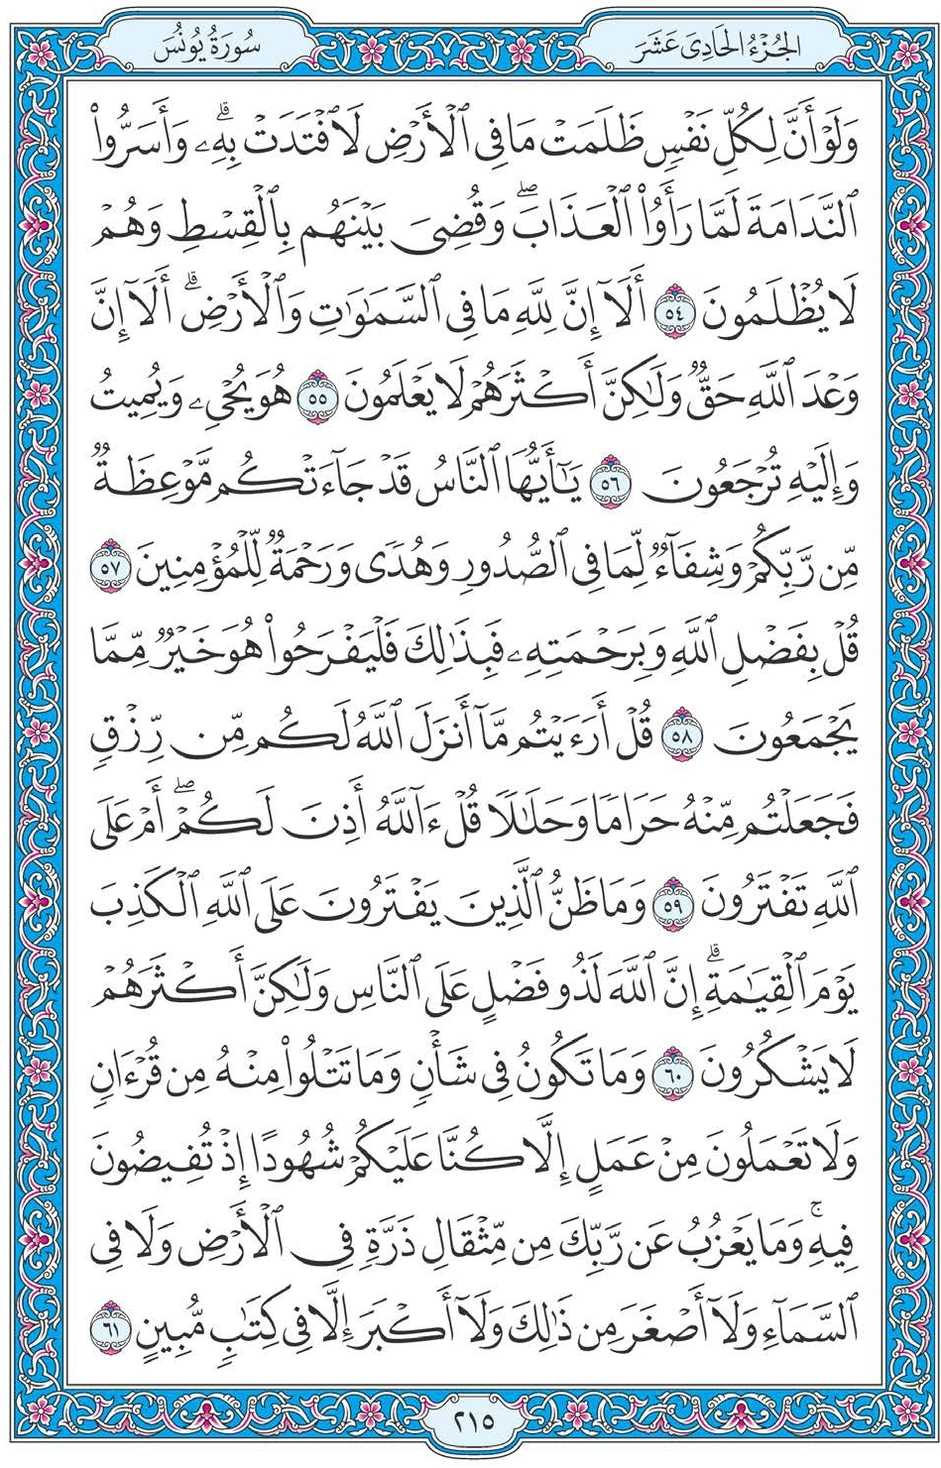 سُورَةُ يُونُسَ
الجُزْءُ الحَادِيَ عَشَرَ
وَلَوْ أَنَّ لِكُلِّ نَفْسٖ ظَلَمَتْ مَا فِي ٱلْأَرْضِ لَٱفْتَدَتْ بِهِۦۗ وَأَسَرُّواْ
ٱلنَّدَامَةَ لَمَّا رَأَوُاْ ٱلْعَذَابَۖ وَقُضِيَ بَيْنَهُم بِٱلْقِسْطِ وَهُمْ
لَا يُظْلَمُونَ ٥٤ أَلَآ إِنَّ لِلَّهِ مَا فِي ٱلسَّمَٰوَٰتِ وَٱلْأَرْضِۗ أَلَآ إِنَّ
وَعْدَ ٱللَّهِ حَقّٞ وَلَٰكِنَّ أَكْثَرَهُمْ لَا يَعْلَمُونَ ٥٥ هُوَ يُحْيِۦ وَيُمِيتُ
وَإِلَيْهِ تُرْجَعُونَ ٥٦ يَٰٓأَيُّهَا ٱلنَّاسُ قَدْ جَآءَتْكُم مَّوْعِظَةٞ
مِّن رَّبِّكُمْ وَشِفَآءٞ لِّمَا فِي ٱلصُّدُورِ وَهُدٗى وَرَحْمَةٞ لِّلْمُؤْمِنِينَ ٥٧
قُلْ بِفَضْلِ ٱللَّهِ وَبِرَحْمَتِهِۦ فَبِذَٰلِكَ فَلْيَفْرَحُواْ هُوَ خَيْرٞ مِّمَّا
يَجْمَعُونَ ٥٨ قُلْ أَرَءَيْتُم مَّآ أَنزَلَ ٱللَّهُ لَكُم مِّن رِّزْقٖ
فَجَعَلْتُم مِّنْهُ حَرَامٗا وَحَلَٰلٗا قُلْ ءَآللَّهُ أَذِنَ لَكُمْۖ أَمْ عَلَى
ٱللَّهِ تَفْتَرُونَ ٥٩ وَمَا ظَنُّ ٱلَّذِينَ يَفْتَرُونَ عَلَى ٱللَّهِ ٱلْكَذِبَ
يَوْمَ ٱلْقِيَٰمَةِۗ إِنَّ ٱللَّهَ لَذُو فَضْلٍ عَلَى ٱلنَّاسِ وَلَٰكِنَّ أَكْثَرَهُمْ
لَا يَشْكُرُونَ ٦٠ وَمَا تَكُونُ فِي شَأْنٖ وَمَا تَتْلُواْ مِنْهُ مِن قُرْءَانٖ
وَلَا تَعْمَلُونَ مِنْ عَمَلٍ إِلَّا كُنَّا عَلَيْكُمْ شُهُودًا إِذْ تُفِيضُونَ
فِيهِۚ وَمَا يَعْزُبُ عَن رَّبِّكَ مِن مِّثْقَالِ ذَرَّةٖ فِي ٱلْأَرْضِ وَلَا فِي
ٱلسَّمَآءِ وَلَآ أَصْغَرَ مِن ذَٰلِكَ وَلَآ أَكْبَرَ إِلَّا فِي كِتَٰبٖ مُّبِينٍ ٦١
٢١٥